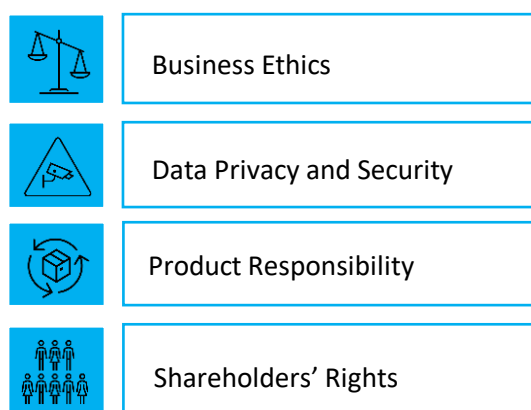 Business Ethics
Data Privacy and Security
Product Responsibility
Shareholders’ Rights